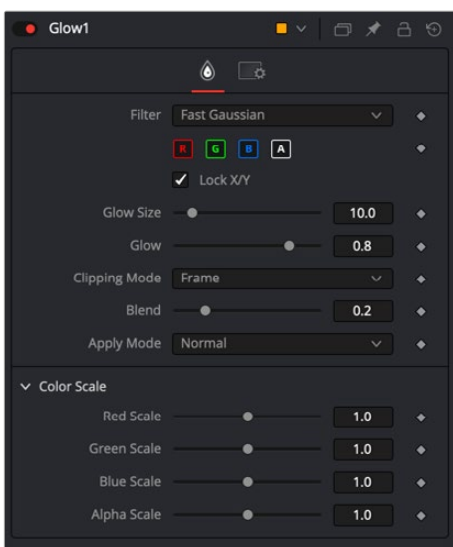 Glow1
Filter Fast Gaussian
R G B A
Lock X/Y
Glow Size 10.0
Glow 0.8
Clipping Mode Frame
Blend 0.2
Apply Mode Normal
Color Scale
Red Scale 1.0
Green Scale 1.0
Blue Scale 1.0
Alpha Scale 1.0